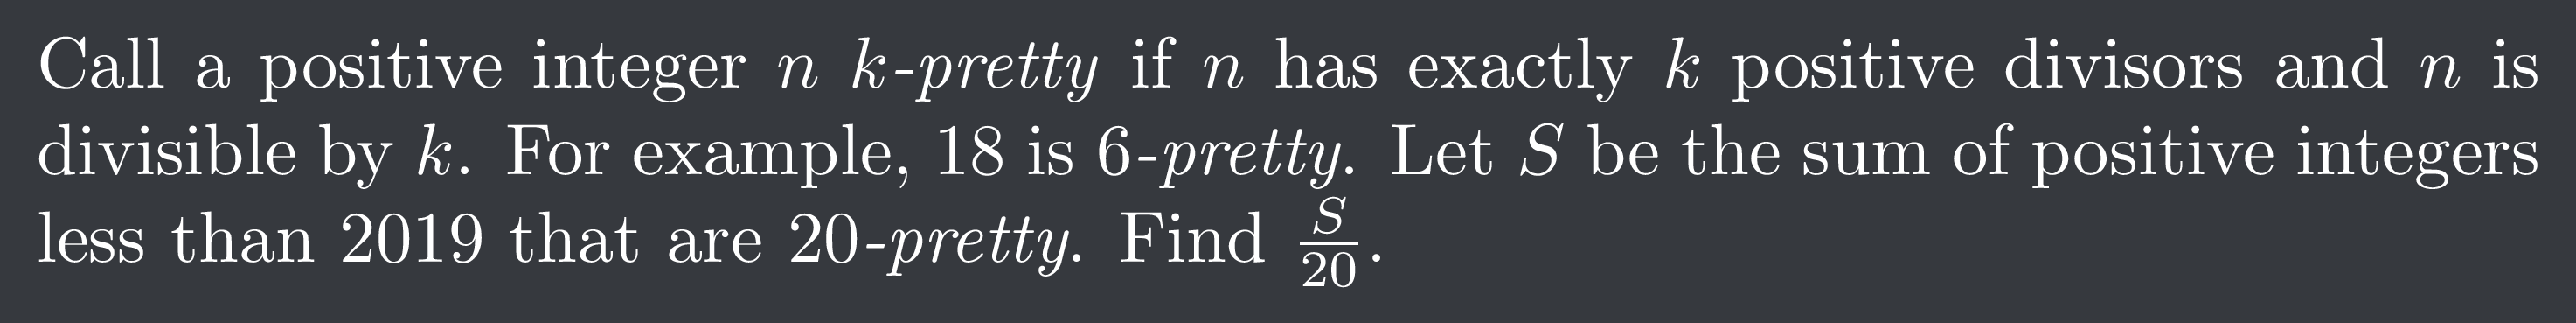 Call a positive integer n k-pretty if n has exactly k positive divisors and n is
divisible by k. For example, 18 is 6-pretty. Let S be the sum of positive integers
less than 2019 that are 20-pretty. Find \frac{S}{20}.